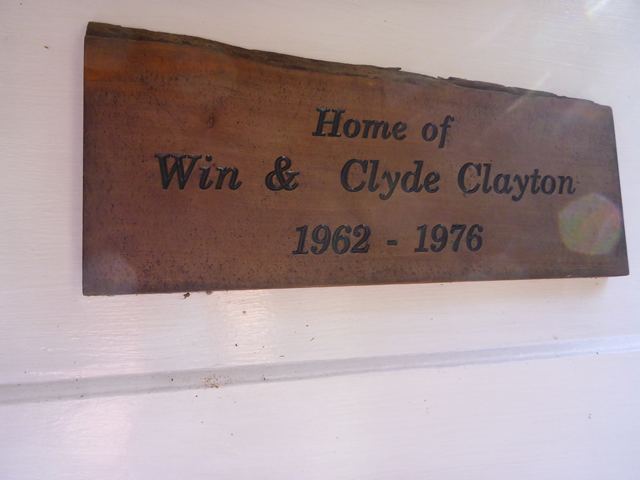 Home of
Win & Clyde Clayton
1962 - 1976